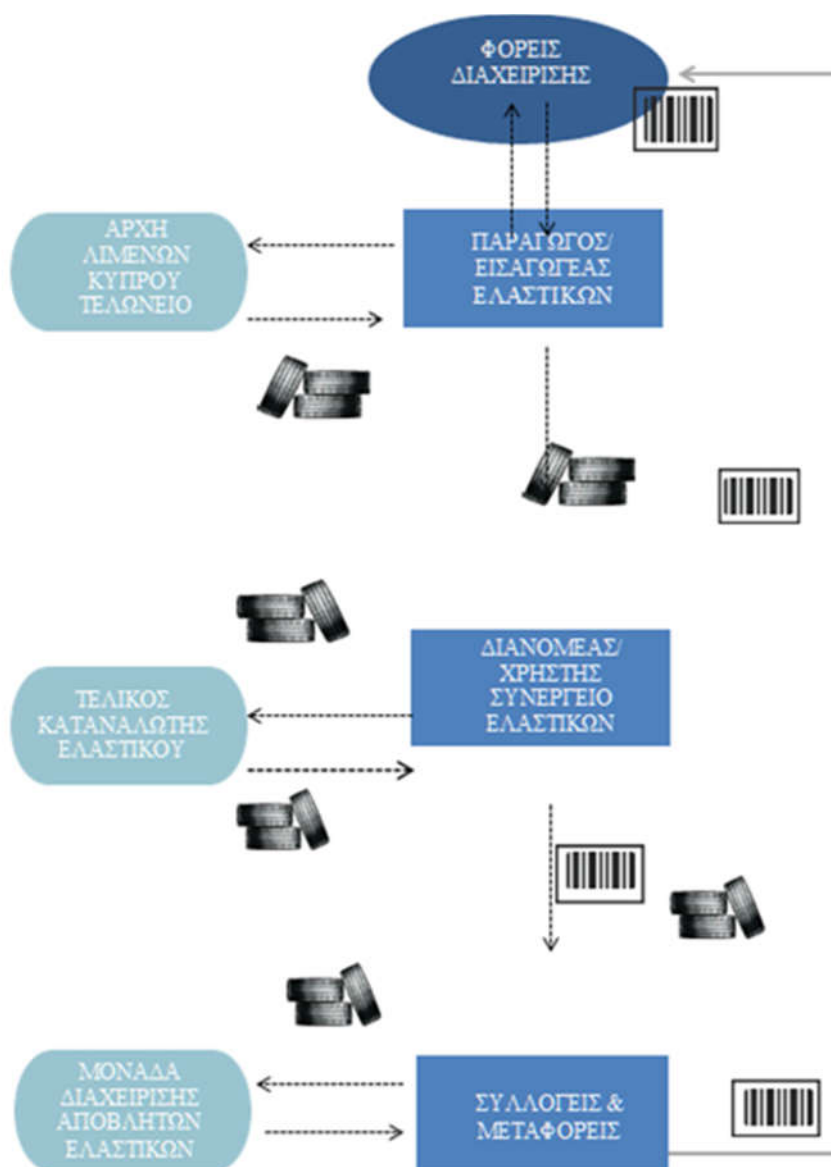 ΦΟΡΕΙΣ
ΔΙΑΧΕΙΡΙΣΗΣ
ΑΡΧΗ
ΛΙΜΕΝΩΝ
ΚΥΠΡΟΥ
ΤΕΛΩΝΕΙΟ
ΠΑΡΑΓΩΓΟΣ/
ΕΙΣΑΓΩΓΕΑΣ
ΕΛΑΣΤΙΚΩΝ
ΔΙΑΝΟΜΕΑΣ/
ΧΡΗΣΤΗΣ
ΣΥΝΕΡΓΕΙΟ
ΕΛΑΣΤΙΚΩΝ
ΤΕΛΙΚΟΣ
ΚΑΤΑΝΑΛΩΤΗΣ
ΕΛΑΣΤΙΚΟΥ
ΜΟΝΑΔΑ
ΔΙΑΧΕΙΡΙΣΗΣ
ΑΠΟΒΛΗΤΩΝ
ΕΛΑΣΤΙΚΩΝ
ΣΥΛΛΟΓΕΙΣ &
ΜΕΤΑΦΟΡΕΙΣ